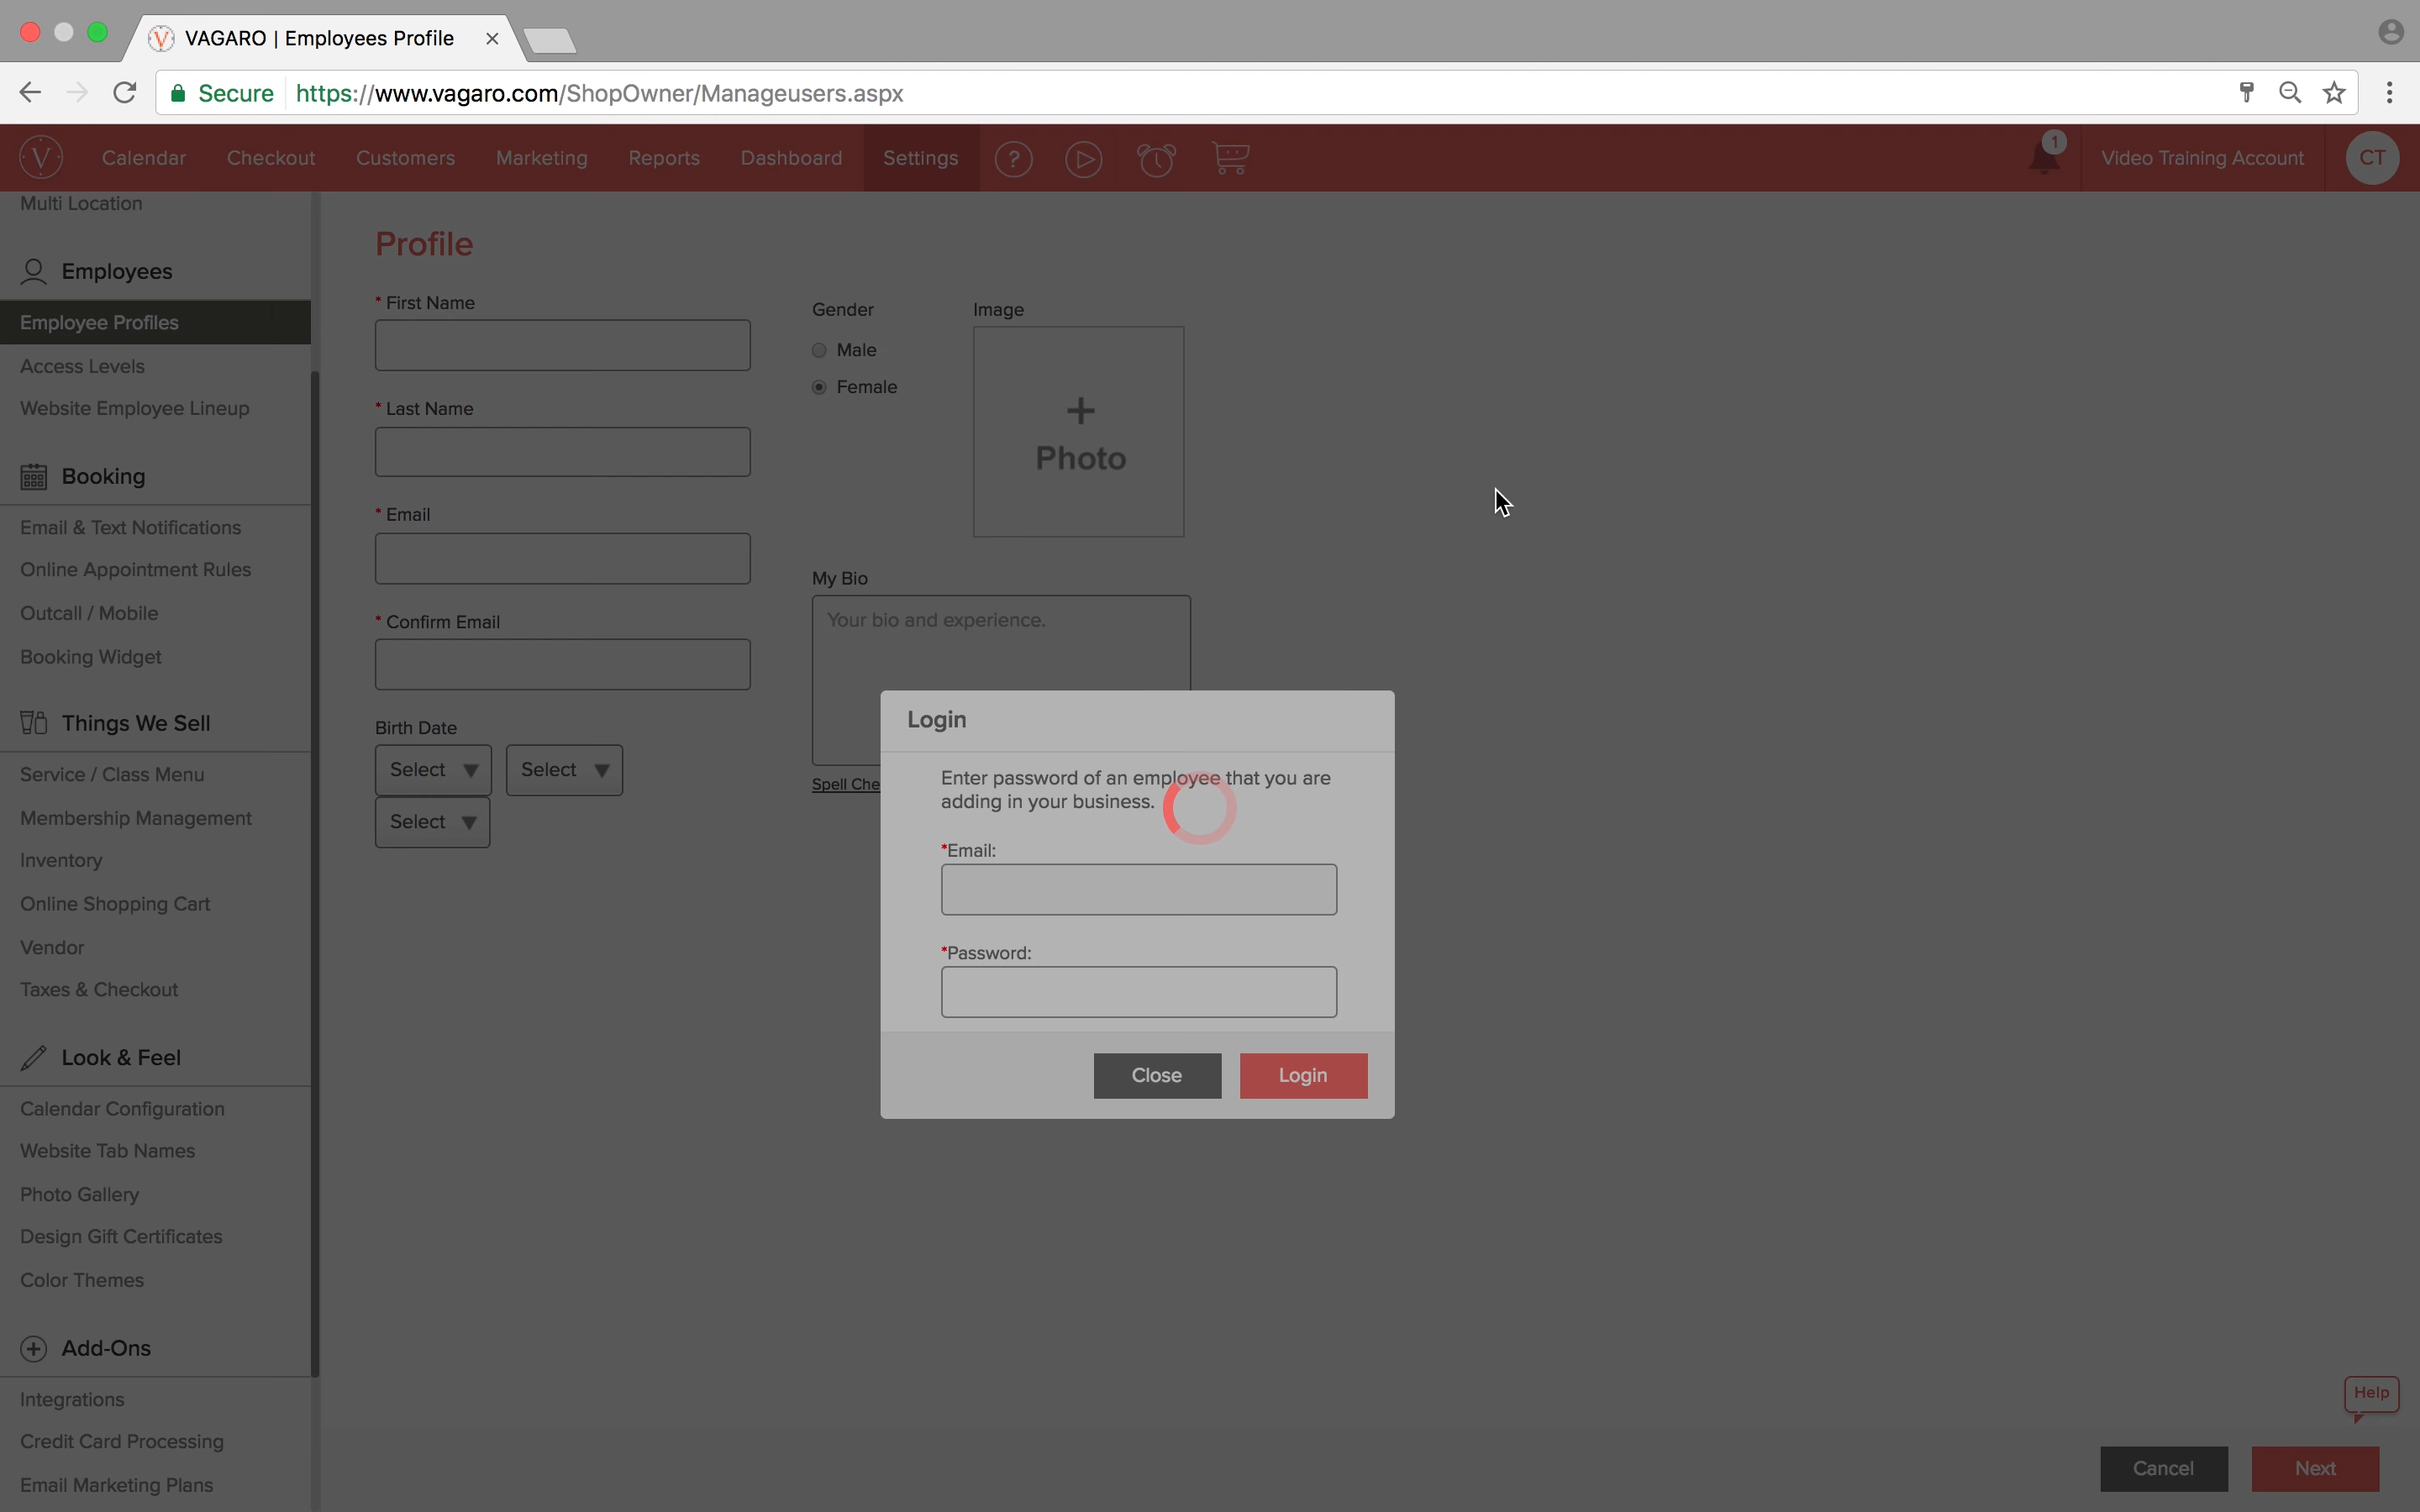 VAGARO | Employees Profile
Secure https://www.vagaro.com/ShopOwner/Manageusers.aspx
V Calendar Checkout Customers Marketing Reports Dashboard Settings ? 1 Video Training Account CT
Multi Location
Employees
Employee Profiles
Access Levels
Website Employee Lineup
Booking
Email & Text Notifications
Online Appointment Rules
Outcall / Mobile
Booking Widget
Things We Sell
Service / Class Menu
Membership Management
Inventory
Online Shopping Cart
Vendor
Taxes & Checkout
Look & Feel
Calendar Configuration
Website Tab Names
Photo Gallery
Design Gift Certificates
Color Themes
Add-Ons
Integrations
Credit Card Processing
Email Marketing Plans
Profile
* First Name
* Last Name
* Email
* Confirm Email
Birth Date
Select Select
Select
Gender
Male
Female
Image
+
Photo
My Bio
Your bio and experience.
Spell Che
Login
Enter password of an employee that you are
adding in your business.
*Email:
*Password:
Close Login
Help
Cancel Next